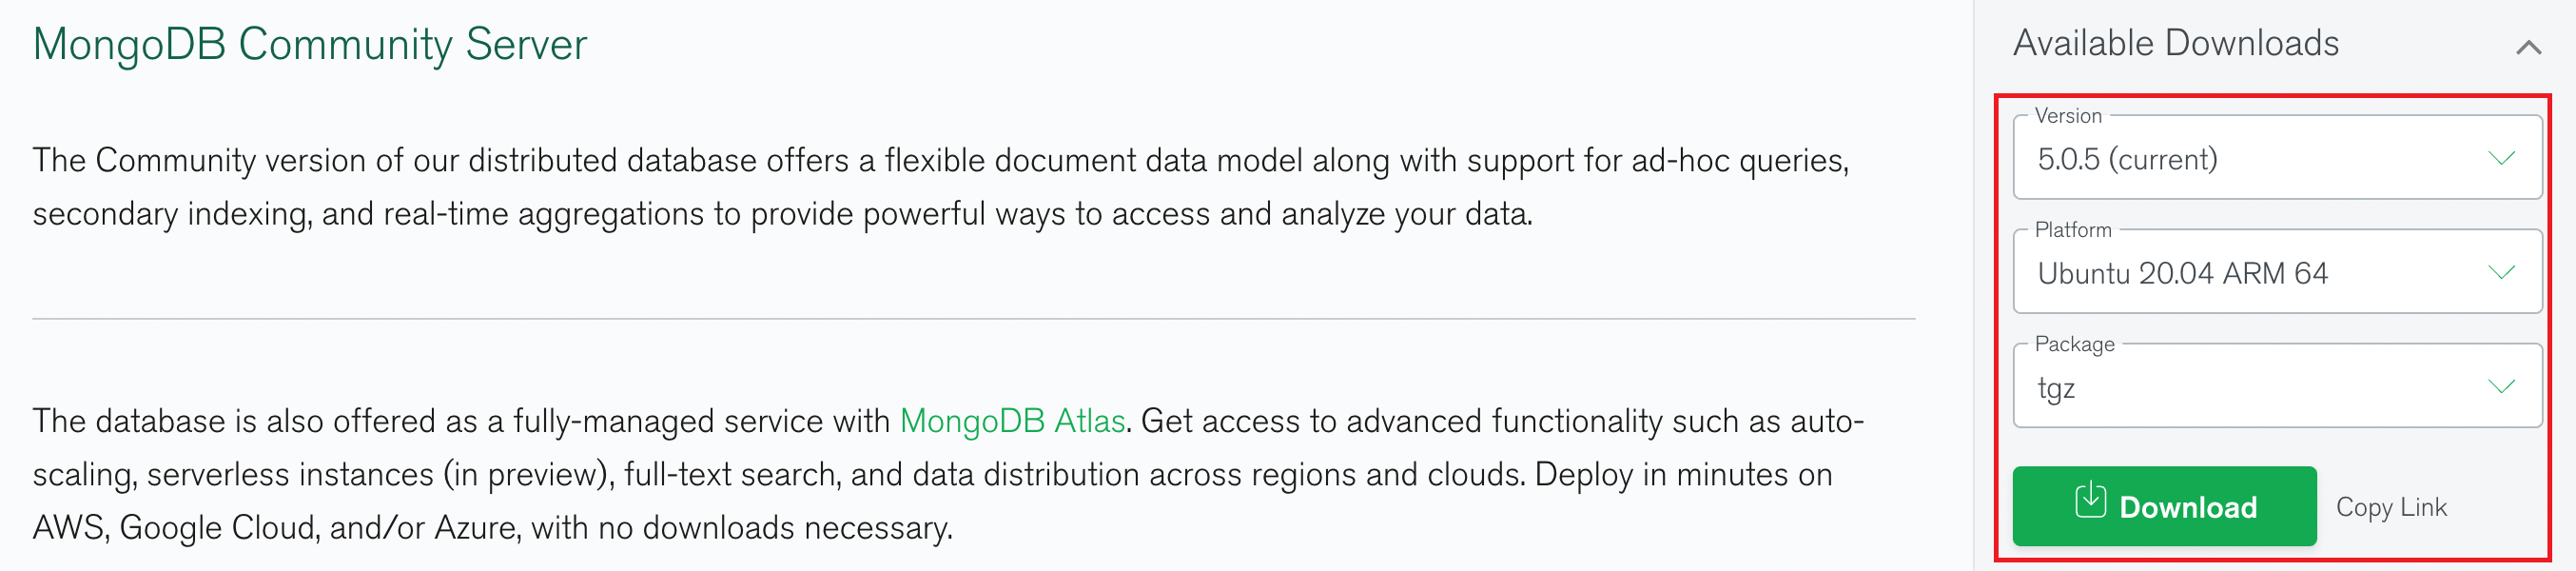 MongoDB Community Server
The Community version of our distributed database offers a flexible document data model along with support for ad-hoc queries,
secondary indexing, and real-time aggregations to provide powerful ways to access and analyze your data.
The database is also offered as a fully-managed service with MongoDB Atlas. Get access to advanced functionality such as auto-
scaling, serverless instances (in preview), full-text search, and data distribution across regions and clouds. Deploy in minutes on
AWS, Google Cloud, and/or Azure, with no downloads necessary.
Available Downloads
Version
5.0.5 (current)
Platform
Ubuntu 20.04 ARM 64
Package
tgz
Download Copy Link